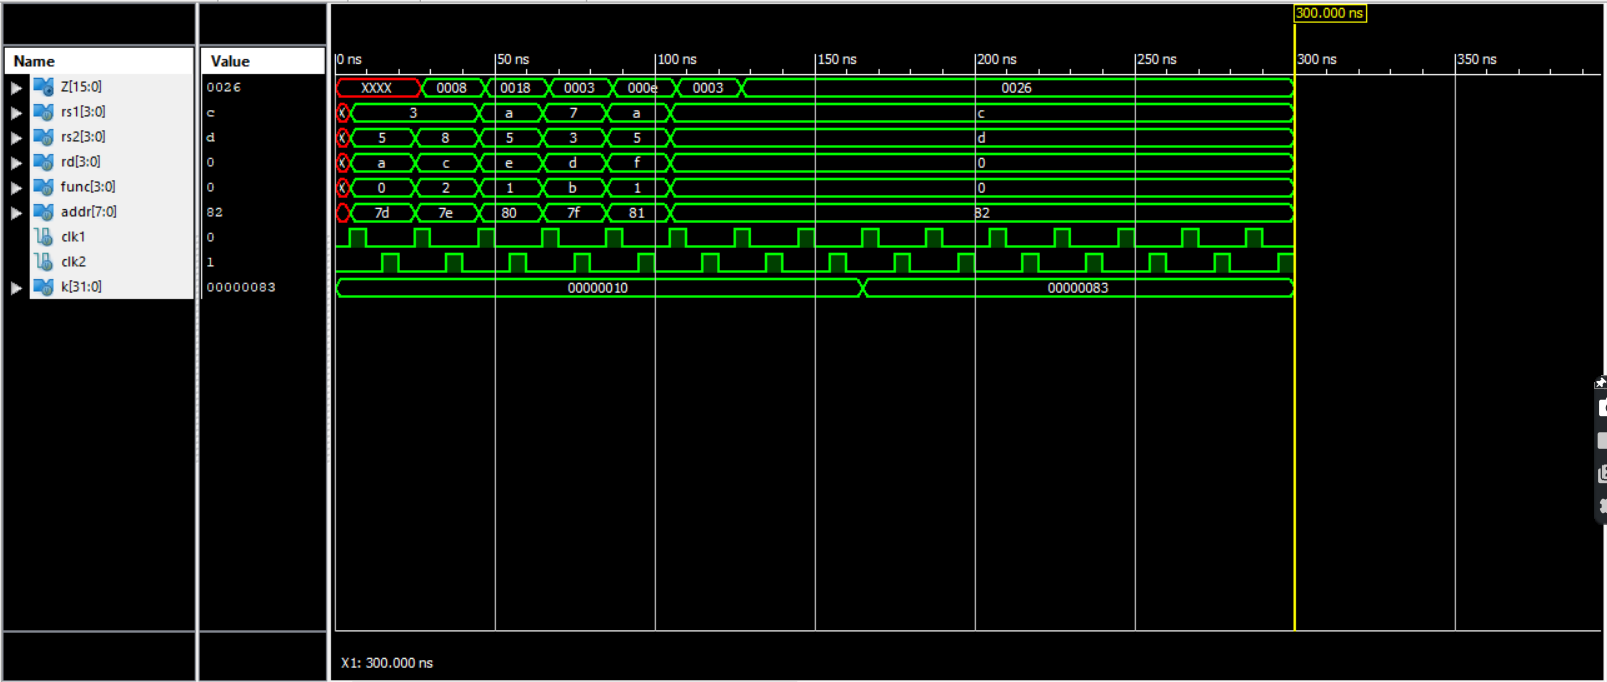 300.000 ns
Name Value
0 ns 50 ns 100 ns 150 ns 200 ns 250 ns 300 ns 350 ns
Z[15:0] 0026 XXXX 0008 0018 0003 000e 0003 0026
rs1[3:0] c X 3 a 7 a c
rs2[3:0] d X 5 8 5 3 5 d
rd[3:0] 0 X a c e d f 0
func[3:0] 0 X 0 2 1 b 1 0
addr[7:0] 82 7d 7e 80 7f 81 82
clk1 0
clk2 1
k[31:0] 00000083 00000010 00000083
X1: 300.000 ns